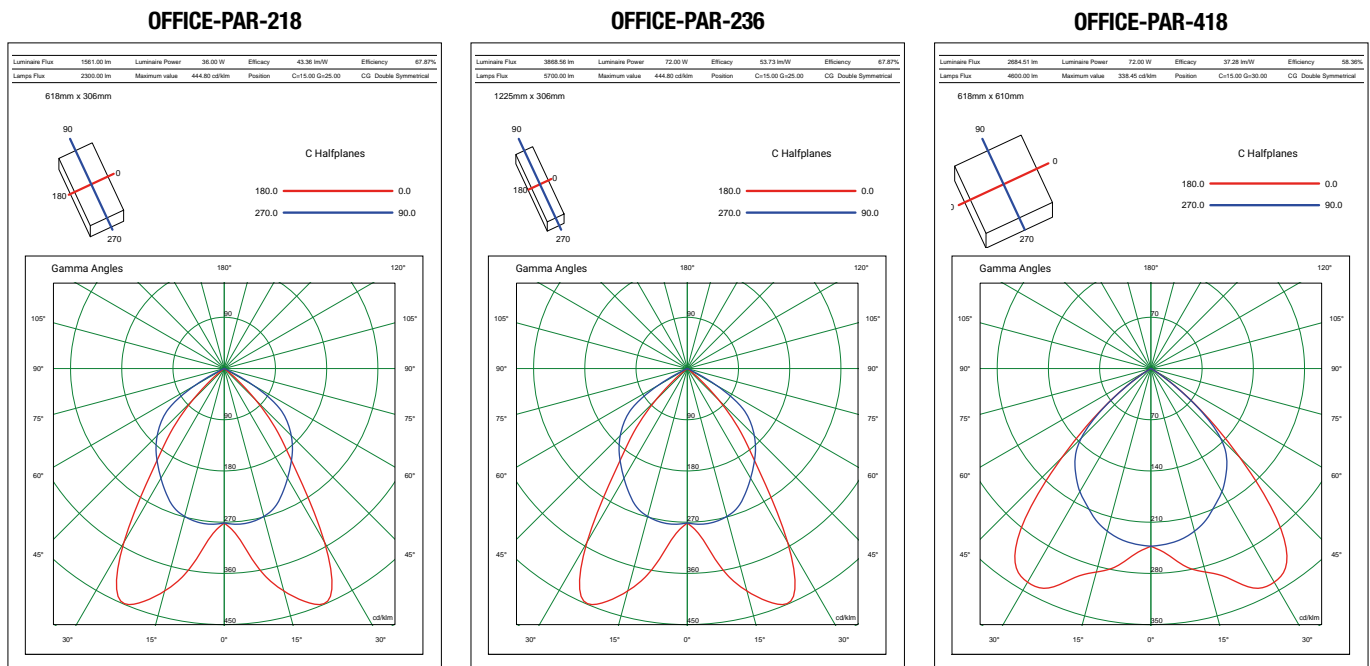 OFFICE-PAR-218
Luminaire Flux 1561.00 lm Luminaire Power 36.00 W Efficacy 43.36 lm/W Efficiency 67.87%
Lamps Flux 2300.00 lm Maximum value 444.80 cd/klm Position C=15.00 G=25.00 CG Double Symmetrical
618mm x 306mm
90
0
180
270
C Halfplanes
180.0 0.0
270.0 90.0
Gamma Angles 180° 120°
90
105° 105°
90° 90°
90
75° 75°
180
60° 60°
270
45° 45°
360
cd/klm
450
30° 15° 0° 15° 30°
OFFICE-PAR-236
Luminaire Flux 3868.56 lm Luminaire Power 72.00 W Efficacy 53.73 lm/W Efficiency 67.87%
Lamps Flux 5700.00 lm Maximum value 444.80 cd/klm Position C=15.00 G=25.00 CG Double Symmetrical
1225mm x 306mm
90
0
180
270
C Halfplanes
180.0 0.0
270.0 90.0
Gamma Angles 180° 120°
90
105° 105°
90° 90°
90
75° 75°
180
60° 60°
270
45° 45°
360
cd/klm
450
30° 15° 0° 15° 30°
OFFICE-PAR-418
Luminaire Flux 2684.51 lm Luminaire Power 72.00 W Efficacy 37.28 lm/W Efficiency 58.36%
Lamps Flux 4600.00 lm Maximum value 338.45 cd/klm Position C=15.00 G=30.00 CG Double Symmetrical
618mm x 610mm
90
0
0
270
C Halfplanes
180.0 0.0
270.0 90.0
Gamma Angles 180° 120°
70
105° 105°
90° 90°
70
75° 75°
140
60° 60°
210
45° 45°
280
cd/klm
350
30° 15° 0° 15° 30°